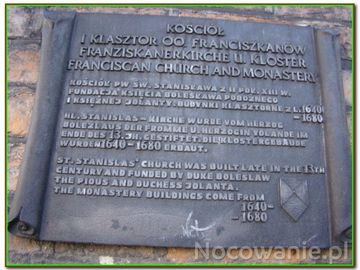 KOŚCIÓŁ
I KLASZTOR OO. FRANCISZKANÓW
FRANZISKANERKIRCHE U. KLOSTER
FRANCISCAN CHURCH AND MONASTERY
KOŚCIÓŁ PW. ŚW. STANISŁAWA Z II POŁ. XIII W.
FUNDACJA KSIĘCIA BOLESŁAWA POBOŻNEGO
I KSIĘŻNEJ JOLANTY. BUDYNKI KLASZTORNE Z L. 1640-
-1680
HL. STANISLAS – KIRCHE WURDE VOM HERZOG
BOLEZLAUS DER FROMME U. HERZOGIN YOLANDE IM
ENDE DES 13. JH. GESTIFTET. DIE KLOSTERGEBÄUDE
WURDEN 1640-1680 ERBAUT.
ST. STANISLAS' CHURCH WAS BUILT LATE IN THE 13TH
CENTURY AND FUNDED BY DUKE BOLESLAW
THE PIOUS AND DUCHESS JOLANTA.
THE MONASTERY BUILDINGS COME FROM
1640-
-1680
Nocowanie.pl